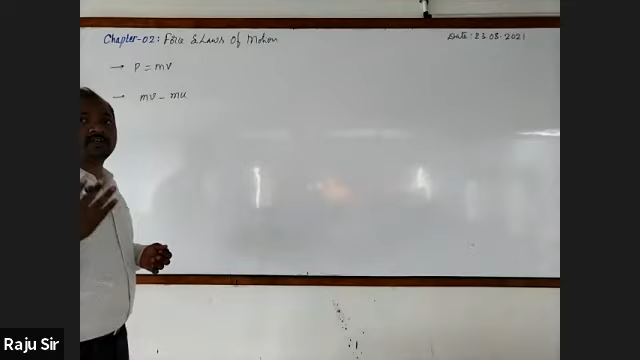 Chapter-02: Force & Laws Of Motion
Date: 23.08.2021
→ P = mv
→ mv - mu
Raju Sir